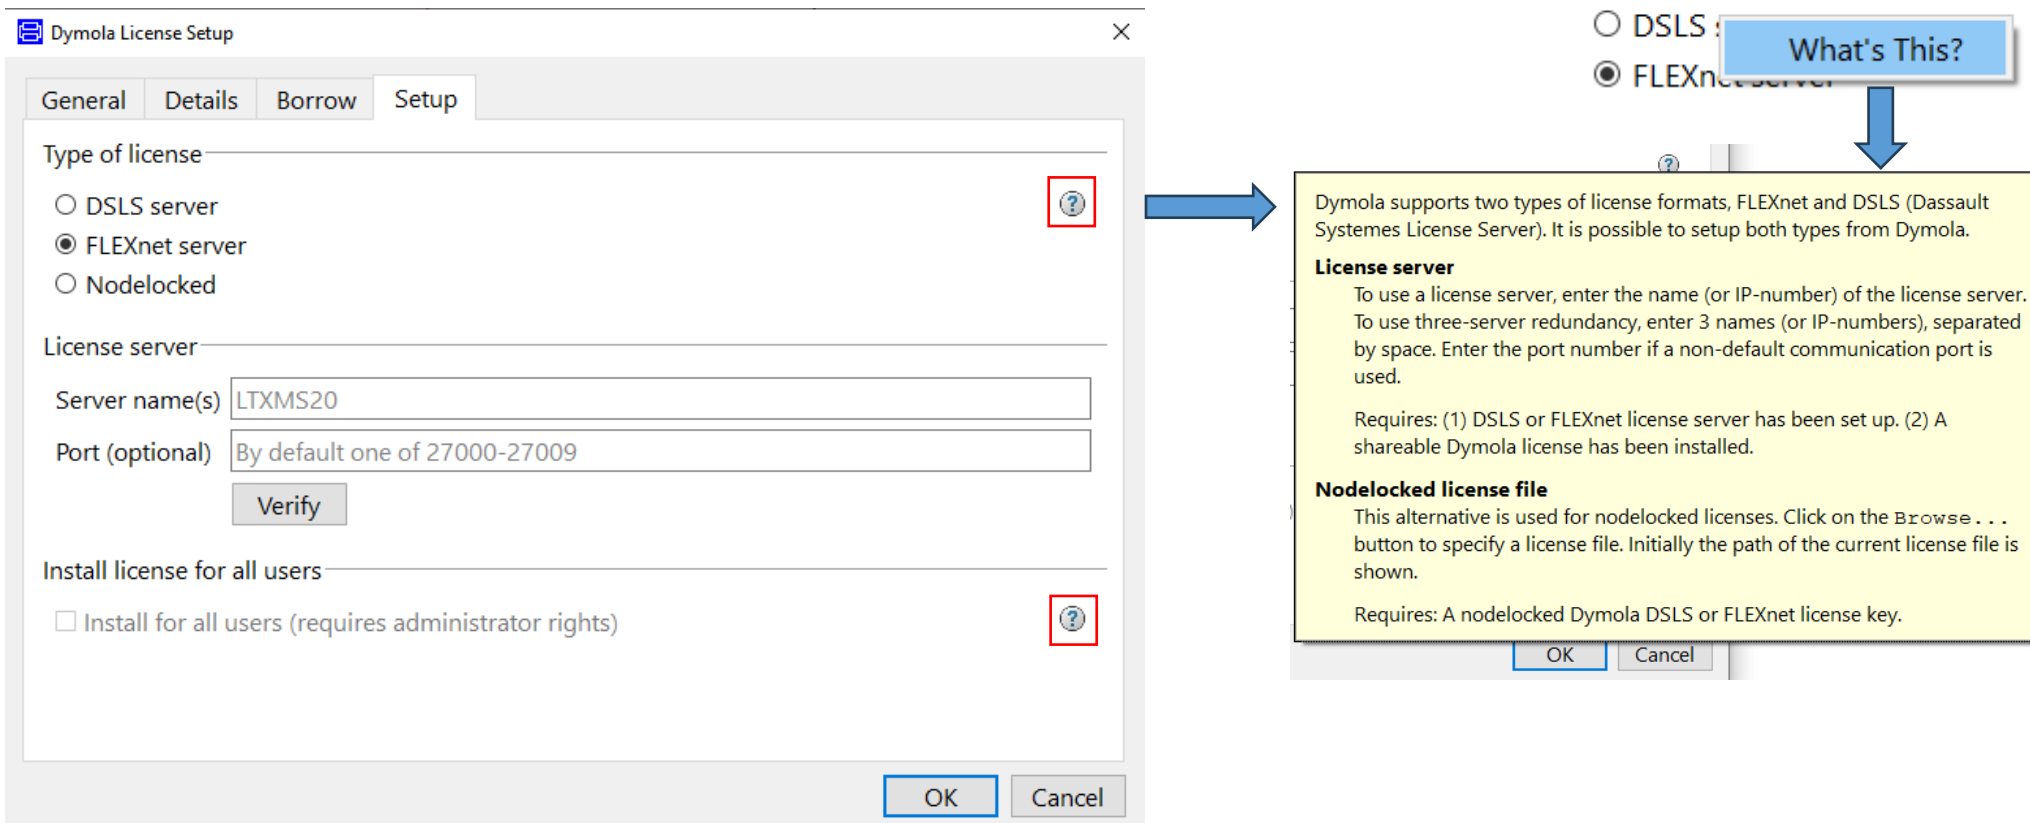 Dymola License Setup
General Details Borrow Setup
Type of license
DSLS server
FLEXnet server
Nodelocked
License server
Server name(s) LTXMS20
Port (optional) By default one of 27000-27009
Verify
Install license for all users
Install for all users (requires administrator rights)
OK Cancel
DSLS
What's This?
FLEXnet server
Dymola supports two types of license formats, FLEXnet and DSLS (Dassault
Systemes License Server). It is possible to setup both types from Dymola.
License server
To use a license server, enter the name (or IP-number) of the license server.
To use three-server redundancy, enter 3 names (or IP-numbers), separated
by space. Enter the port number if a non-default communication port is
used.
Requires: (1) DSLS or FLEXnet license server has been set up. (2) A
shareable Dymola license has been installed.
Nodelocked license file
This alternative is used for nodelocked licenses. Click on the Browse...
button to specify a license file. Initially the path of the current license file is
shown.
Requires: A nodelocked Dymola DSLS or FLEXnet license key.
OK Cancel